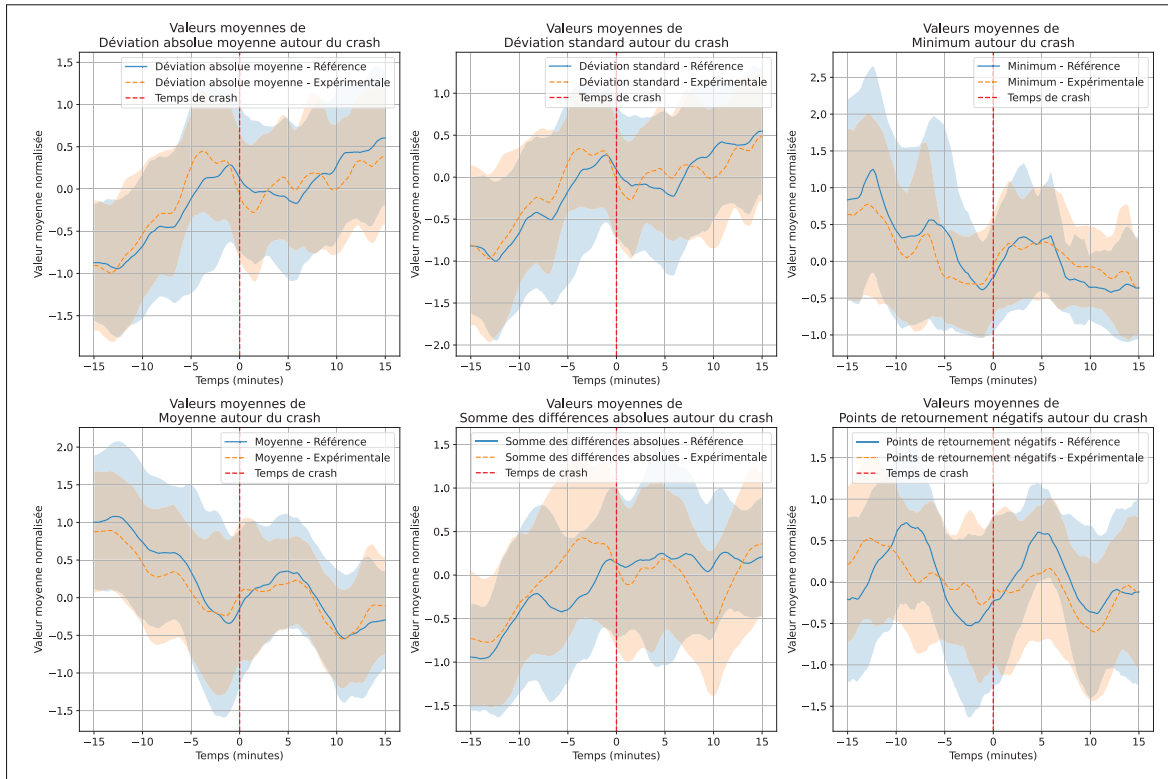 Valeurs moyennes de
Déviation absolue moyenne autour du crash
Déviation absolue moyenne - Référence
Déviation absolue moyenne - Expérimentale
Temps de crash
Valeur moyenne normalisée
1,5
1.0
0.5
0.0
−0.5
−1.0
−1.5
−15
−10
−5
0
5
10
15
Temps (minutes)
Valeurs moyennes de
Déviation standard autour du crash
Déviation standard - Référence
Déviation standard - Expérimentale
Temps de crash
Valeur moyenne normalisée
1.0
0.5
0.0
−0.5
−1.0
−1.5
−2.0
−15
−10
−5
0
5
10
15
Temps (minutes)
Valeurs moyennes de
Minimum autour du crash
Minimum - Référence
Minimum - Expérimentale
Temps de crash
Valeur moyenne normalisée
2.5
2.0
1.5
1.0
0.5
0.0
−0.5
−1.0
−15
−10
−5
0
5
10
15
Temps (minutes)
Valeurs moyennes de
Moyenne autour du crash
Moyenne - Référence
Moyenne - Expérimentale
Temps de crash
Valeur moyenne normalisée
2.0
1.5
1.0
0.5
0.0
−0.5
−1.0
−1.5
−15
−10
−5
0
5
10
15
Temps (minutes)
Valeurs moyennes de
Somme des différences absolues autour du crash
Somme des différences absolues - Référence
Somme des différences absolues - Expérimentale
Temps de crash
Valeur moyenne normalisée
1.5
1.0
0.5
0.0
−0.5
−1.0
−1.5
−15
−10
−5
0
5
10
15
Temps (minutes)
Valeurs moyennes de
Points de retournement négatifs autour du crash
Points de retournement négatifs - Référence
Points de retournement négatifs - Expérimentale
Temps de crash
Valeur moyenne normalisée
1.5
1.0
0.5
0.0
−0.5
−1.0
−1.5
−15
−10
−5
0
5
10
15
Temps (minutes)